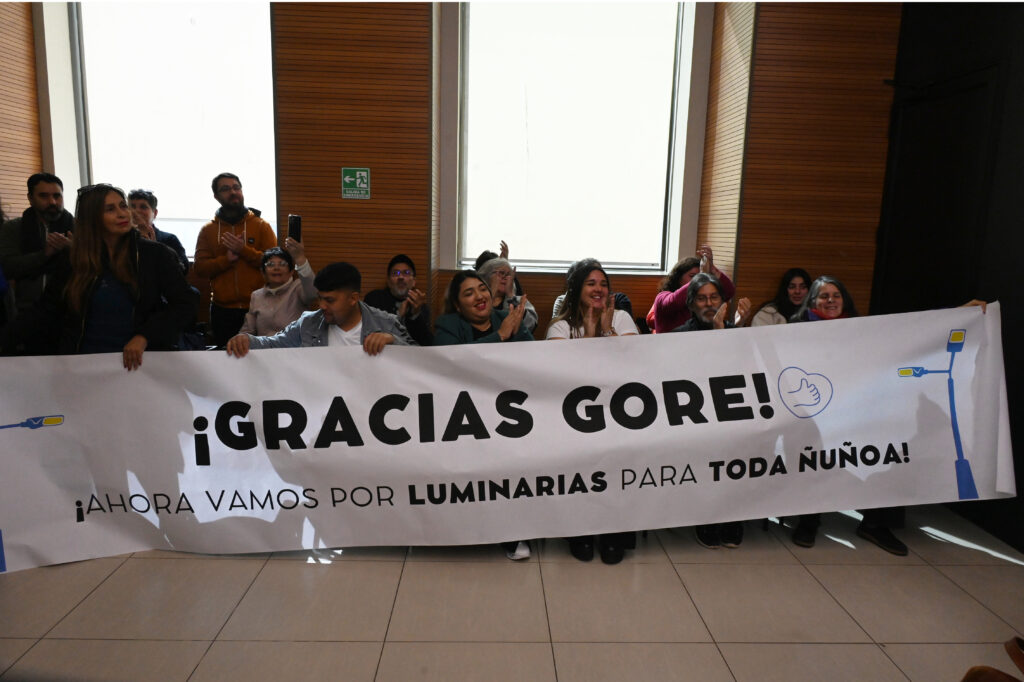 ¡GRACIAS GORE!
¡AHORA VAMOS POR LUMINARIAS PARA TODA ÑUÑOA!